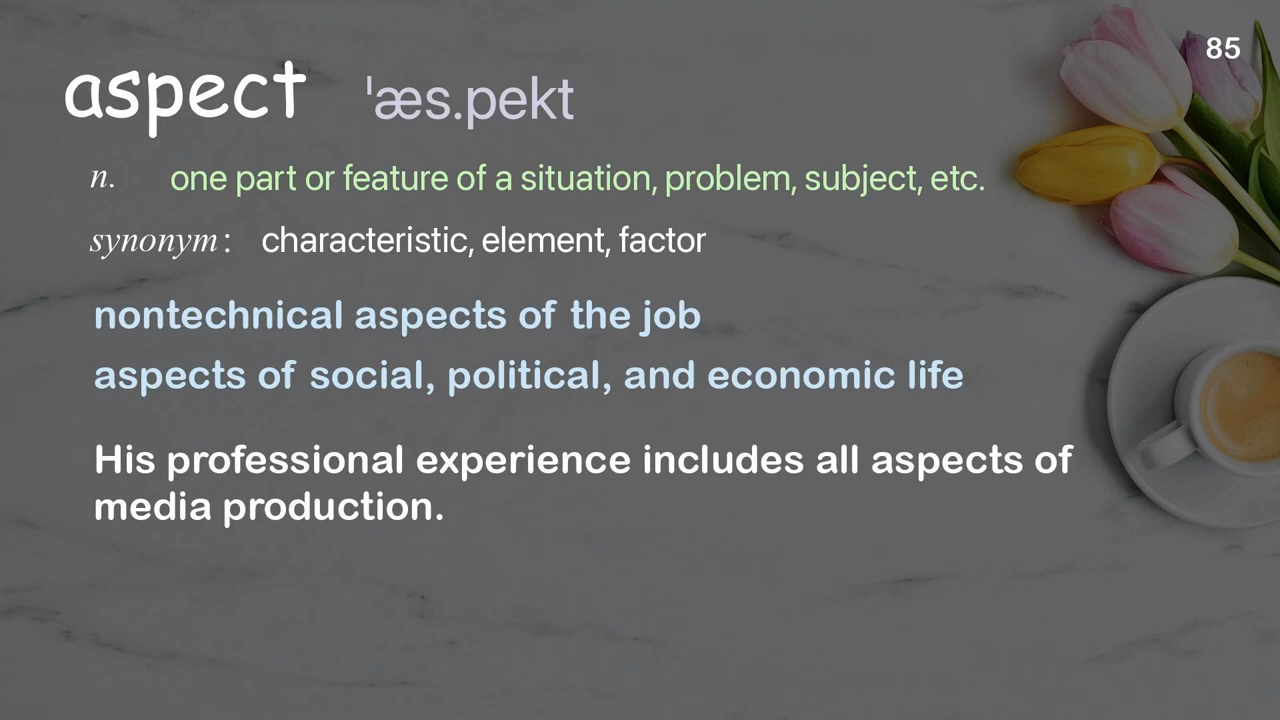 85
aspect ˈæs.pekt
n. one part or feature of a situation, problem, subject, etc.
synonym: characteristic, element, factor
nontechnical aspects of the job
aspects of social, political, and economic life
His professional experience includes all aspects of
media production.